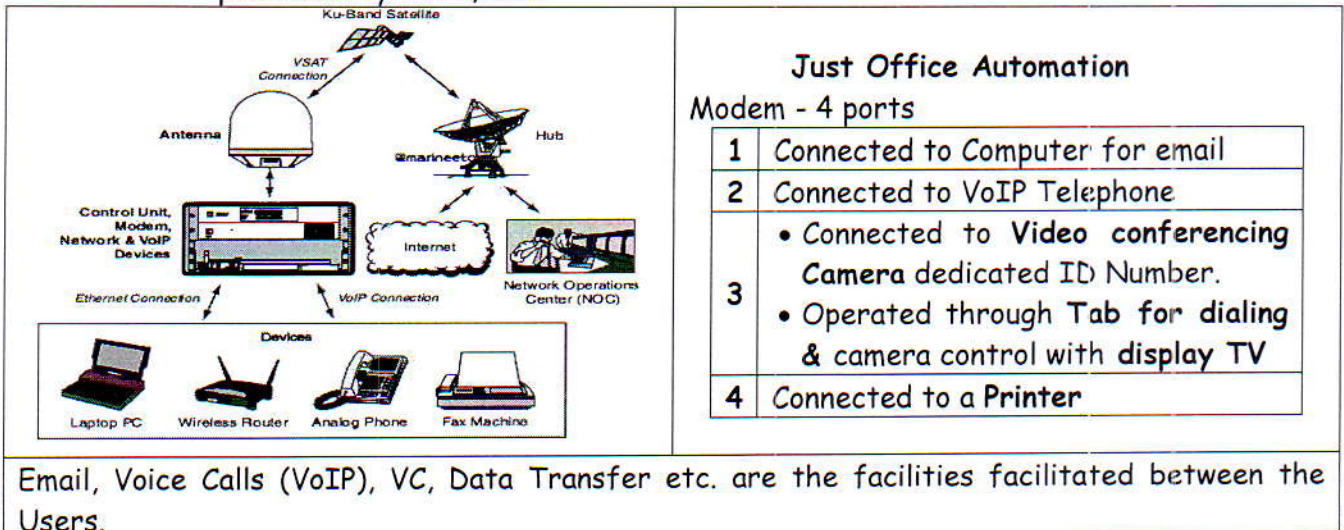 Ku-Band Satellite
VSAT
Connection
Antenna
Hub
@marineet
Control Unit,
Modem,
Network & VoIP
Devices
Internet
Network Operations
Center (NOC)
Ethernet Connection
VoIP Connection
Devices
Laptop PC
Wireless Router
Analog Phone
Fax Machine
Just Office Automation
Modem - 4 ports
1 Connected to Computer for email
2 Connected to VoIP Telephone
3
• Connected to Video conferencing
Camera dedicated ID Number.
• Operated through Tab for dialing
& camera control with display TV
4 Connected to a Printer
Email, Voice Calls (VoIP), VC, Data Transfer etc. are the facilities facilitated between the
Users.